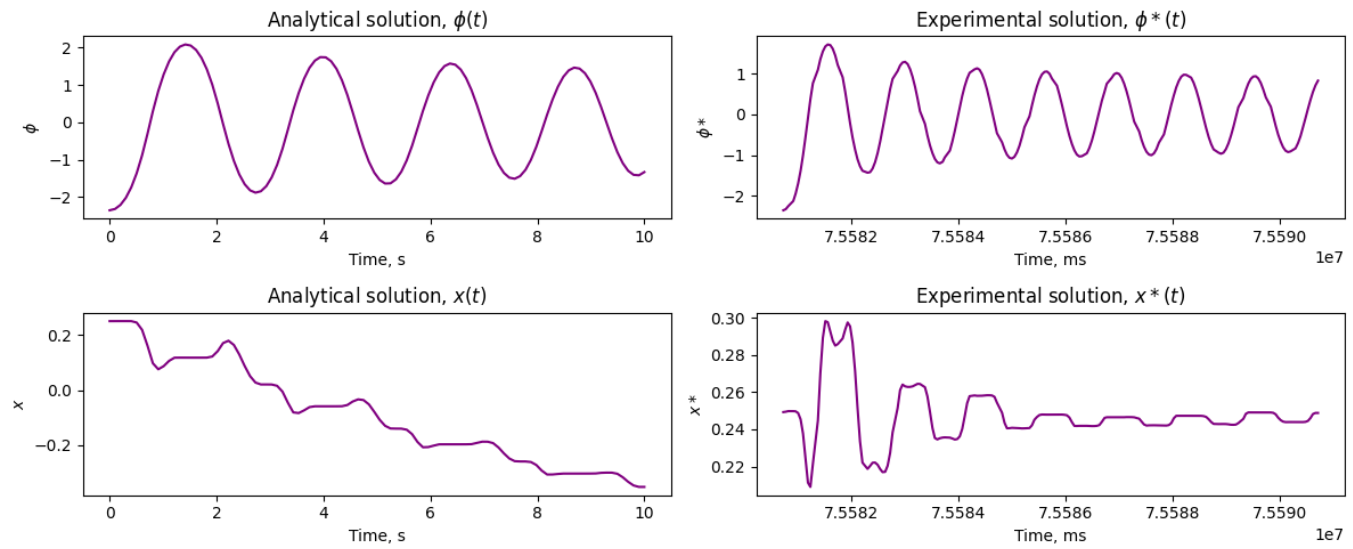 Analytical solution, ϕ(t)
2
1
0
−1
−2
ϕ
0 2 4 6 8 10
Time, s
Experimental solution, ϕ*(t)
1
0
−1
−2
ϕ*
7.5582 7.5584 7.5586 7.5588 7.5590
1e7
Time, ms
Analytical solution, x(t)
0.2
0.0
−0.2
x
0 2 4 6 8 10
Time, s
Experimental solution, x*(t)
0.30
0.28
0.26
0.24
0.22
x*
7.5582 7.5584 7.5586 7.5588 7.5590
1e7
Time, ms